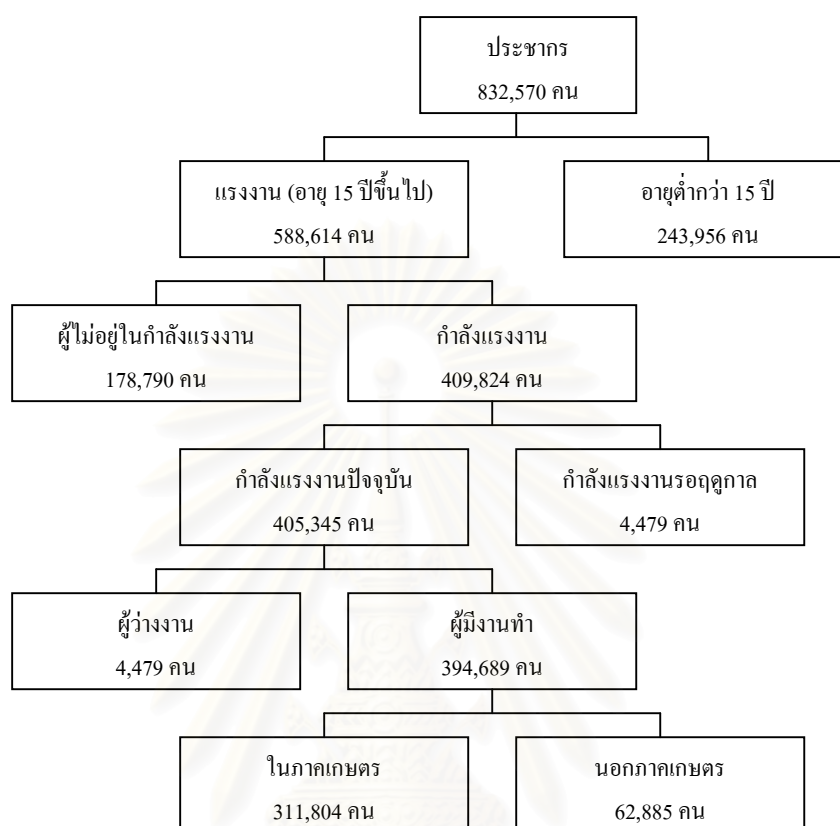 ประชากร
832,570 คน
แรงงาน (อายุ 15 ปีขึ้นไป)
588,614 คน
อายุต่ำกว่า 15 ปี
243,956 คน
ผู้ไม่อยู่ในกำลังแรงงาน
178,790 คน
กำลังแรงงาน
409,824 คน
กำลังแรงงานปัจจุบัน
405,345 คน
กำลังแรงงานรอฤดูกาล
4,479 คน
ผู้ว่างงาน
4,479 คน
ผู้มีงานทำ
394,689 คน
ในภาคเกษตร
311,804 คน
นอกภาคเกษตร
62,885 คน